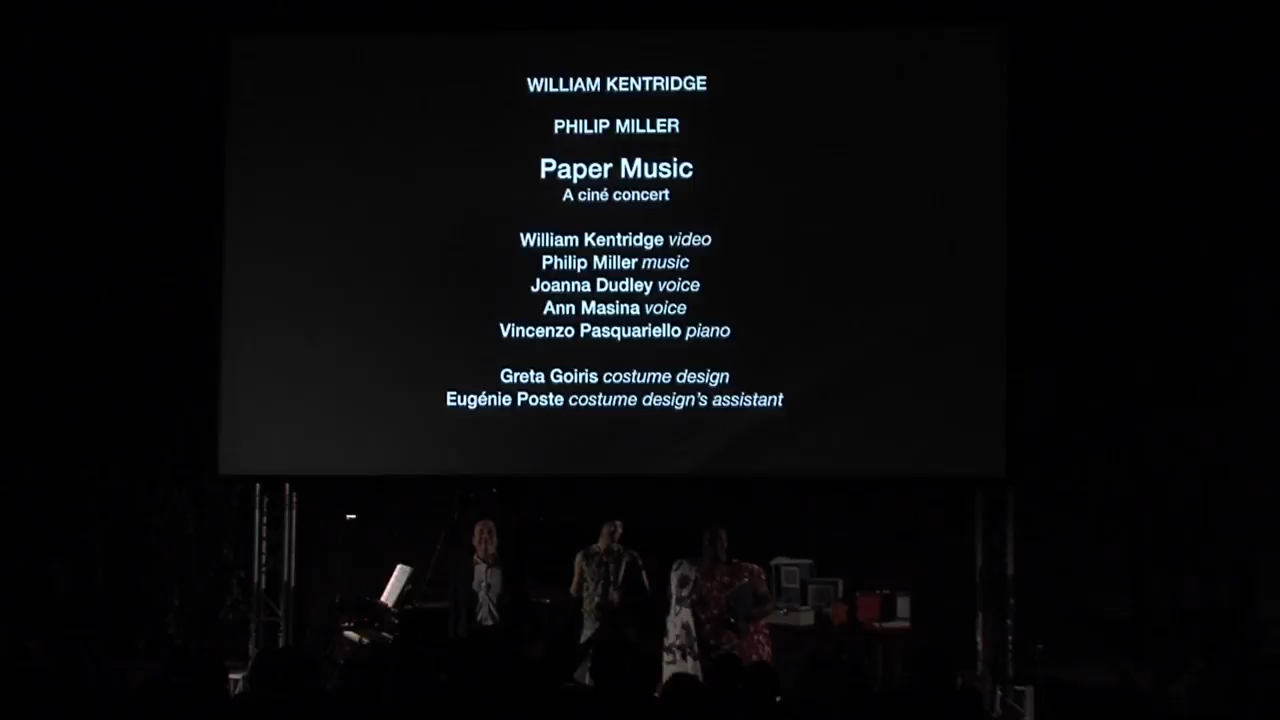 WILLIAM KENTRIDGE
PHILIP MILLER
Paper Music
A ciné concert
William Kentridge video
Philip Miller music
Joanna Dudley voice
Ann Masina voice
Vincenzo Pasquariello piano
Greta Goiris costume design
Eugénie Poste costume design's assistant